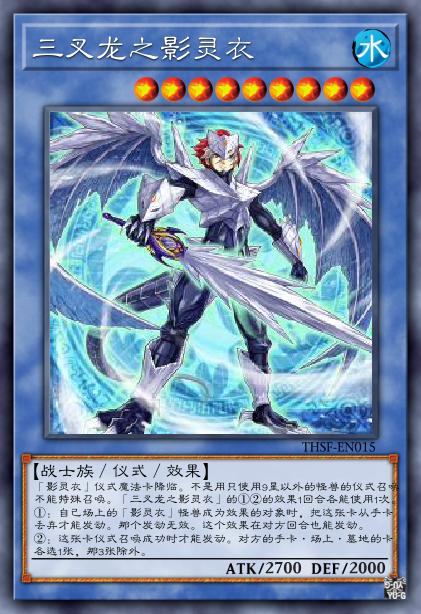 三叉龙之影灵衣
水
THSF-EN015
【战士族/仪式/效果】
「影灵衣」仪式魔法卡降临。不是用只使用9星以外的怪兽的仪式召唤
不能特殊召唤。「三叉龙之影灵衣」的①②的效果1回合各能使用1次。
①：自己场上的「影灵衣」怪兽成为效果的对象时，把这张卡从手卡
丢弃才能发动。那个发动无效。这个效果在对方回合也能发动。
②：这张卡仪式召唤成功时才能发动。对方的手卡·场上·墓地的卡
各选1张，那3张除外。
ATK/2700 DEF/2000